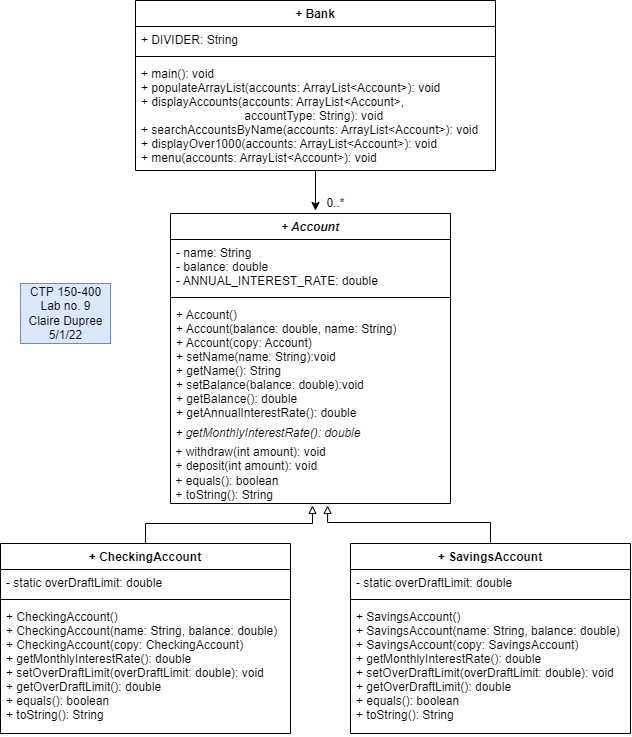 + Bank
+ DIVIDER: String
+ main(): void
+ populateArrayList(accounts: ArrayList<Account>): void
+ displayAccounts(accounts: ArrayList<Account>,
accountType: String): void
+ searchAccountsByName(accounts: ArrayList<Account>): void
+ displayOver1000(accounts: ArrayList<Account>): void
+ menu(accounts: ArrayList<Account>): void
0..*
+ Account
- name: String
- balance: double
- ANNUAL_INTEREST_RATE: double
+ Account()
+ Account(balance: double, name: String)
+ Account(copy: Account)
+ setName(name: String):void
+ getName(): String
+ setBalance(balance: double):void
+ getBalance(): double
+ getAnnualInterestRate(): double
+ getMonthlyInterestRate(): double
+ withdraw(int amount): void
+ deposit(int amount): void
+ equals(): boolean
+ toString(): String
CTP 150-400
Lab no. 9
Claire Dupree
5/1/22
+ CheckingAccount
- static overDraftLimit: double
+ CheckingAccount()
+ CheckingAccount(name: String, balance: double)
+ CheckingAccount(copy: CheckingAccount)
+ getMonthlyInterestRate(): double
+ setOverDraftLimit(overDraftLimit: double): void
+ getOverDraftLimit(): double
+ equals(): boolean
+ toString(): String
+ SavingsAccount
- static overDraftLimit: double
+ SavingsAccount()
+ SavingsAccount(name: String, balance: double)
+ SavingsAccount(copy: SavingsAccount)
+ getMonthlyInterestRate(): double
+ setOverDraftLimit(overDraftLimit: double): void
+ getOverDraftLimit(): double
+ equals(): boolean
+ toString(): String